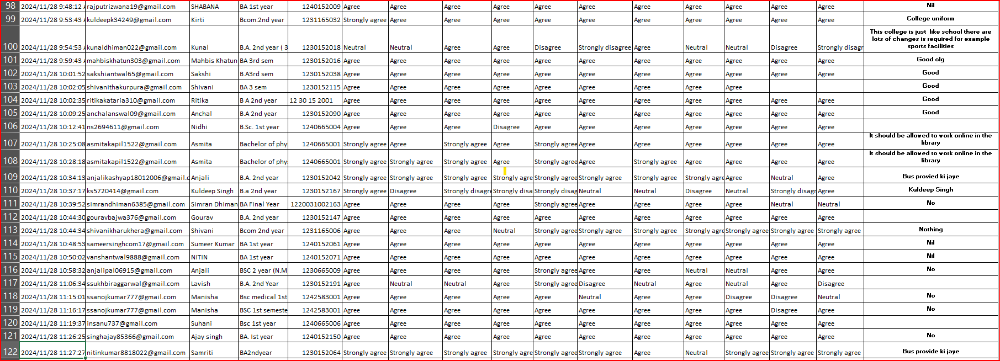 98 2024/11/28 9:48:12 rajputrizwana19@gmail.com SHABANA BA 1st year 1240152009 Agree Agree Agree Agree Agree Agree Agree Agree Agree Agree Agree Nil
99 2024/11/28 9:53:43 kuldeepk34249@gmail.com Kirti Bcom.2nd year 1231165032 Strongly agree Agree Agree Agree Agree Agree Agree Agree Agree Agree Agree College uniform
This college is just like school there are
lots of changes is required for example
100 2024/11/28 9:54:53 kunaldhiman022@gmail.com Kunal B.A. 2nd year ( 3 1230152018 Neutral Neutral Agree Agree Disagree Strongly disagree Agree Neutral Neutral Disagree Strongly disagr sports facilities
101 2024/11/28 9:59:43 mahbiskhatun303@gmail.com Mahbis Khatun BA 3rd sem 1230152016 Agree Agree Agree Agree Agree Agree Agree Agree Agree Agree Agree Good clg
102 2024/11/28 10:01:52 sakshiantwal65@gmail.com Sakshi B.A3rd sem 1230152038 Agree Agree Agree Agree Agree Agree Agree Agree Agree Agree Agree Good
103 2024/11/28 10:02:05 shivanithakurpura@gmail.com Shivani BA 3 sem 1230152115 Agree Agree Agree Agree Agree Agree Agree Agree Agree Good
104 2024/11/28 10:02:35 ritikakataria310@gmail.com Ritika B A 2nd year 12 30 15 2001 Agree Agree Agree Agree Agree Agree Agree Agree Agree Agree Agree Good
105 2024/11/28 10:09:25 anchalanswal09@gmail.com Anchal B.A 2nd year 1230152090 Agree Agree Agree Agree Agree Agree Agree Agree Agree Agree Agree Good
106 2024/11/28 10:12:41 ns2694611@gmail.com Nidhi B.Sc. 1st year 1240665004 Agree Agree Agree Disagree Agree Agree Agree Agree Agree Agree Agree
It should be allowed to work online in the
107 2024/11/28 10:25:08 asmitakapil1522@gmail.com Asmita Bachelor of phy 1240665001 Strongly agree Agree Strongly agree Agree Strongly agree Agree Agree Agree Agree Agree Agree library
It should be allowed to work online in the
108 2024/11/28 10:28:18 asmitakapil1522@gmail.com Asmita Bachelor of phy 1240665001 Strongly agree Strongly agree Strongly agree Agree Strongly agree Agree Strongly agree Agree Agree Agree Agree library
109 2024/11/28 10:34:13 anjalikashyap18012006@gmail.c Anjali B.A. 2nd year 1230152042 Strongly agree Strongly agree Strongly agree Strongly agre Strongly agree Strongly agree Strongly agree Strongly agre Agree Neutral Agree Bus provied ki jaye
110 2024/11/28 10:37:17 ks5720414@gmail.com Kuldeep Singh B.a 2nd year 1230152167 Strongly agree Disagree Strongly disagre Strongly disa Strongly disag Neutral Neutral Disagree Neutral Strongly disagr Agree Kuldeep Singh
111 2024/11/28 10:39:52 simrandhiman6385@gmail.com Simran Dhiman BA Final Year 1220031002163 Agree Agree Agree Agree Strongly agree Agree Agree Agree Agree Neutral Neutral No
112 2024/11/28 10:44:30 gouravbajwa376@gmail.com Gourav B.A. 2nd year 1230152147 Agree Agree Agree Agree Agree Agree Agree Agree Agree Agree Agree
113 2024/11/28 10:44:34 shivanikharukhera@gmail.com Shivani Bcom 2nd year 1231165006 Agree Agree Agree Neutral Strongly agree Strongly agree Strongly agree Strongly agre Strongly agree Strongly agree Strongly agree Nothing
114 2024/11/28 10:48:53 sameersinghcom17@gmail.com Sumeer Kumar BA 1st year 1240152061 Agree Agree Agree Agree Agree Agree Agree Agree Agree Agree Agree Nil
115 2024/11/28 10:50:02 vanshantwal9888@gmail.com NITIN BA 1st year 1240152071 Agree Agree Agree Agree Agree Agree Agree Agree Agree Agree Agree Nil
116 2024/11/28 10:58:32 anjalipal06915@gmail.com Anjali BSC 2 year (N.M 1230665009 Agree Agree Agree Agree Strongly agree Agree Agree Neutral Neutral Agree Agree No
117 2024/11/28 11:06:34 ssukhbiraggarwal@gmail.com Lavish B.A. 2nd Year 1230152191 Agree Neutral Neutral Agree Strongly agree Disagree Neutral Agree Neutral Agree Disagree
118 2024/11/28 11:15:01 ssanojkumar777@gmail.com Manisha Bsc medical 1st 1242583001 Agree Agree Agree Agree Agree Neutral Agree Agree Disagree Disagree Neutral No
119 2024/11/28 11:16:17 ssanojkumar777@gmail.com Manisha BSC 1st semeste 1242583001 Agree Agree Agree Agree Agree Agree Agree Agree Agree Disagree Agree No
120 2024/11/28 11:19:37 insanu737@gmail.com Suhani Bsc 1st year 1240665006 Agree Agree Agree Agree Agree Agree Agree Agree Agree Agree Agree
121 2024/11/28 11:26:25 singhajay85366@gmail.com Ajay singh BA. Ist year 1240152150 Agree Agree Agree Agree Agree Agree Agree Agree Agree Agree Agree No
122 2024/11/28 11:27:27 nitinkumar8818022@gmail.com Samriti BA2ndyear 1230152064 Strongly agree Strongly agree Strongly agree Strongly agre Strongly agree Strongly agree Agree Neutral Strongly agree Strongly agree Strongly agree Bus provide ki jaye